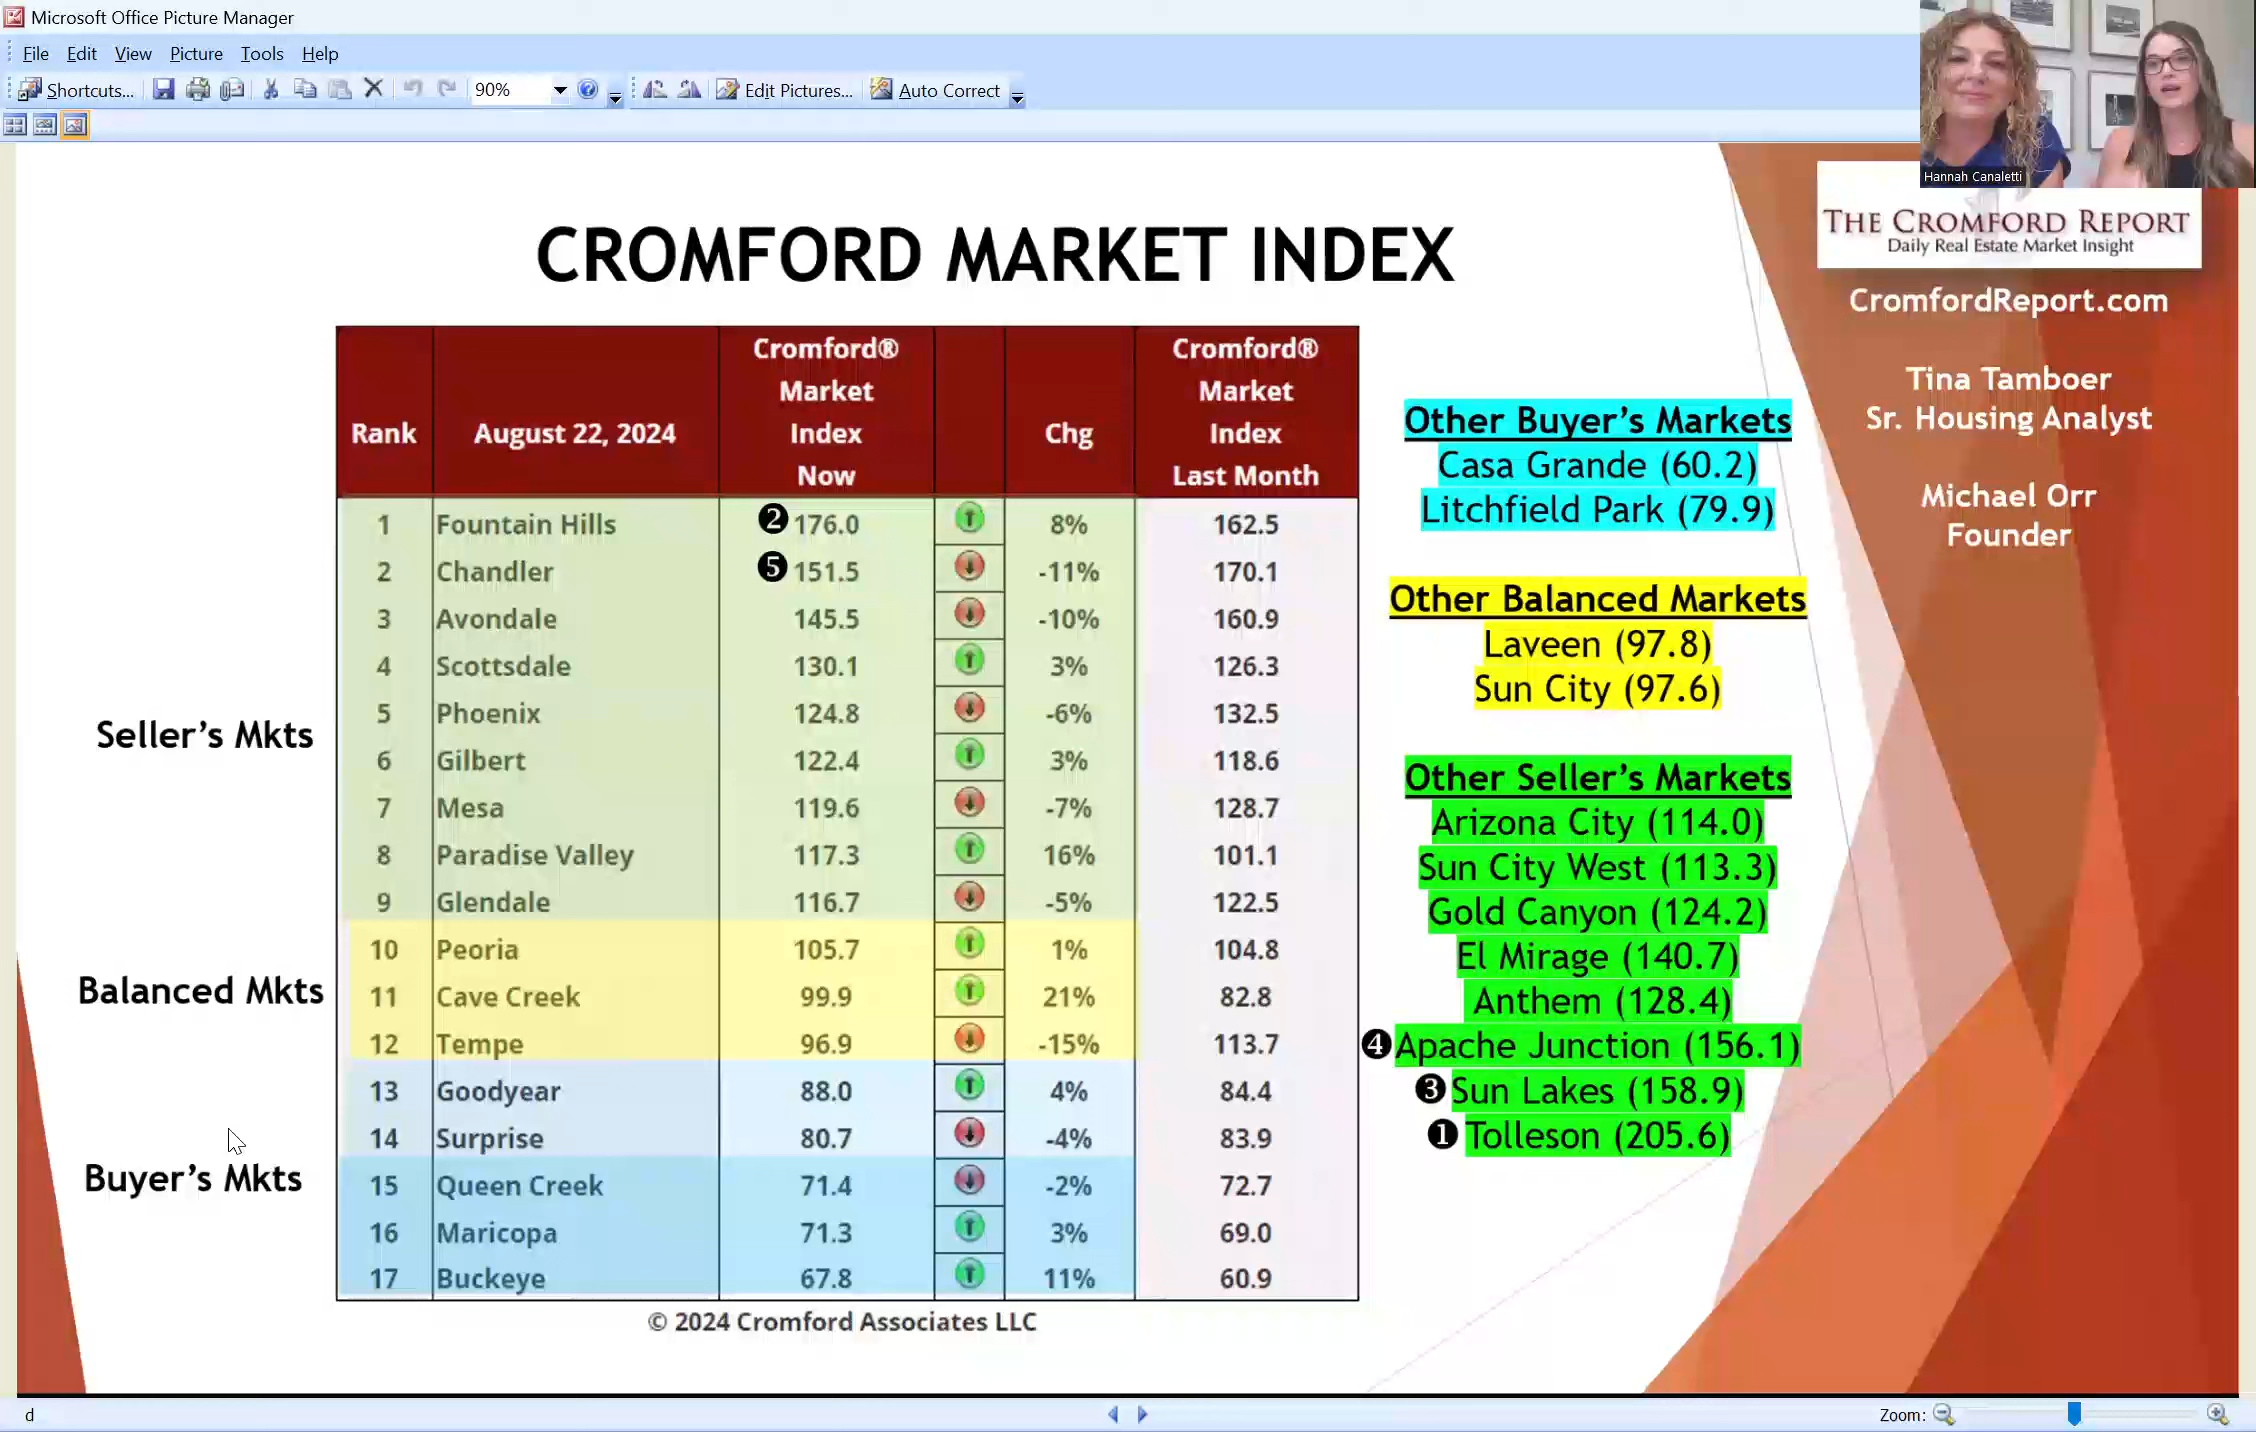 Microsoft Office Picture Manager
File Edit View Picture Tools Help
Shortcuts... 90% Edit Pictures... Auto Correct
Hannah Canaletti
THE CROMFORD REPORT
Daily Real Estate Market Insight
CromfordReport.com
Tina Tamboer
Sr. Housing Analyst
Michael Orr
Founder
CROMFORD MARKET INDEX
Rank August 22, 2024 Cromford® Market Index Now Chg Cromford® Market Index Last Month
1 Fountain Hills ❷ 176.0 8% 162.5
2 Chandler ❺ 151.5 -11% 170.1
3 Avondale 145.5 -10% 160.9
4 Scottsdale 130.1 3% 126.3
5 Phoenix 124.8 -6% 132.5
6 Gilbert 122.4 3% 118.6
7 Mesa 119.6 -7% 128.7
8 Paradise Valley 117.3 16% 101.1
9 Glendale 116.7 -5% 122.5
10 Peoria 105.7 1% 104.8
11 Cave Creek 99.9 21% 82.8
12 Tempe 96.9 -15% 113.7
13 Goodyear 88.0 4% 84.4
14 Surprise 80.7 -4% 83.9
15 Queen Creek 71.4 -2% 72.7
16 Maricopa 71.3 3% 69.0
17 Buckeye 67.8 11% 60.9
© 2024 Cromford Associates LLC
Seller's Mkts
Balanced Mkts
Buyer's Mkts
Other Buyer's Markets
Casa Grande (60.2)
Litchfield Park (79.9)
Other Balanced Markets
Laveen (97.8)
Sun City (97.6)
Other Seller's Markets
Arizona City (114.0)
Sun City West (113.3)
Gold Canyon (124.2)
El Mirage (140.7)
Anthem (128.4)
❹ Apache Junction (156.1)
❸ Sun Lakes (158.9)
❶ Tolleson (205.6)
d
Zoom: